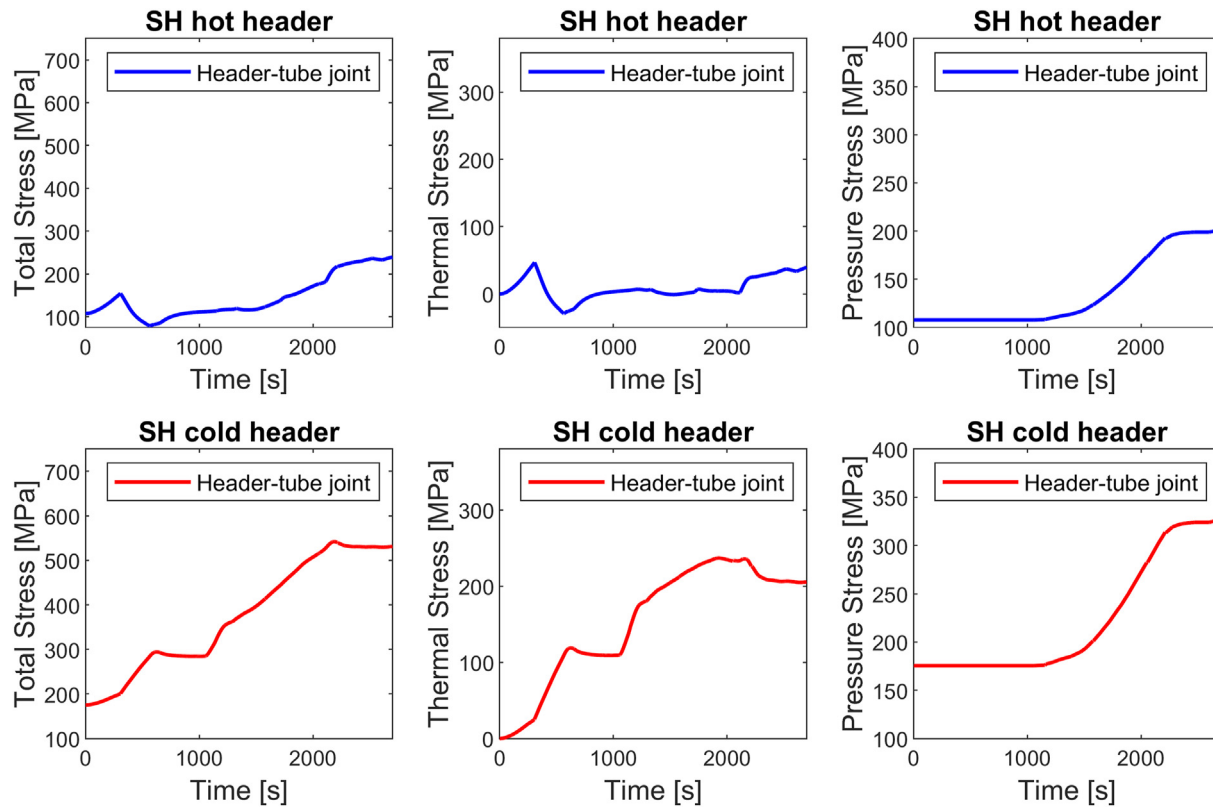 SH hot header
Total Stress [MPa]
700
600
500
400
300
200
100
Header-tube joint
0
1000
2000
Time [s]
SH hot header
Thermal Stress [MPa]
300
200
100
0
Header-tube joint
0
1000
2000
Time [s]
SH hot header
Pressure Stress [MPa]
400
350
300
250
200
150
100
Header-tube joint
0
1000
2000
Time [s]
SH cold header
Total Stress [MPa]
700
600
500
400
300
200
100
Header-tube joint
0
1000
2000
Time [s]
SH cold header
Thermal Stress [MPa]
300
200
100
0
Header-tube joint
0
1000
2000
Time [s]
SH cold header
Pressure Stress [MPa]
400
350
300
250
200
150
100
Header-tube joint
0
1000
2000
Time [s]